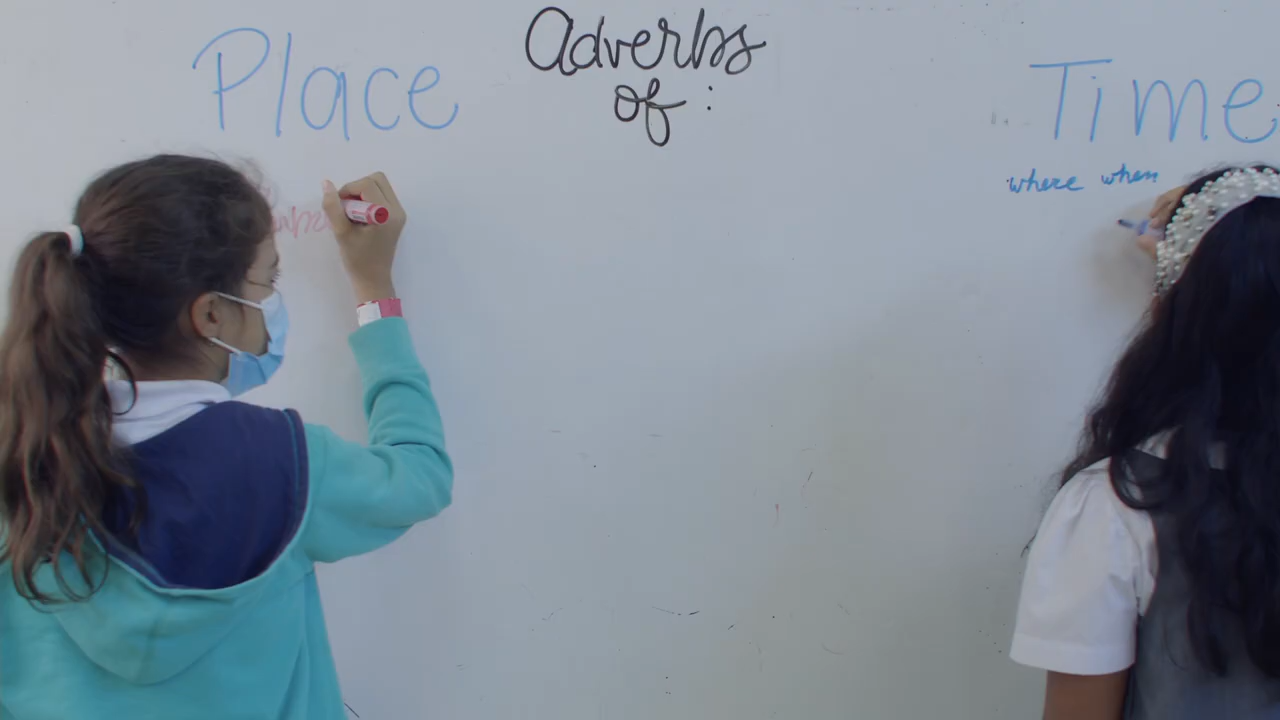 Adverbs
of :
Place
Time
where when